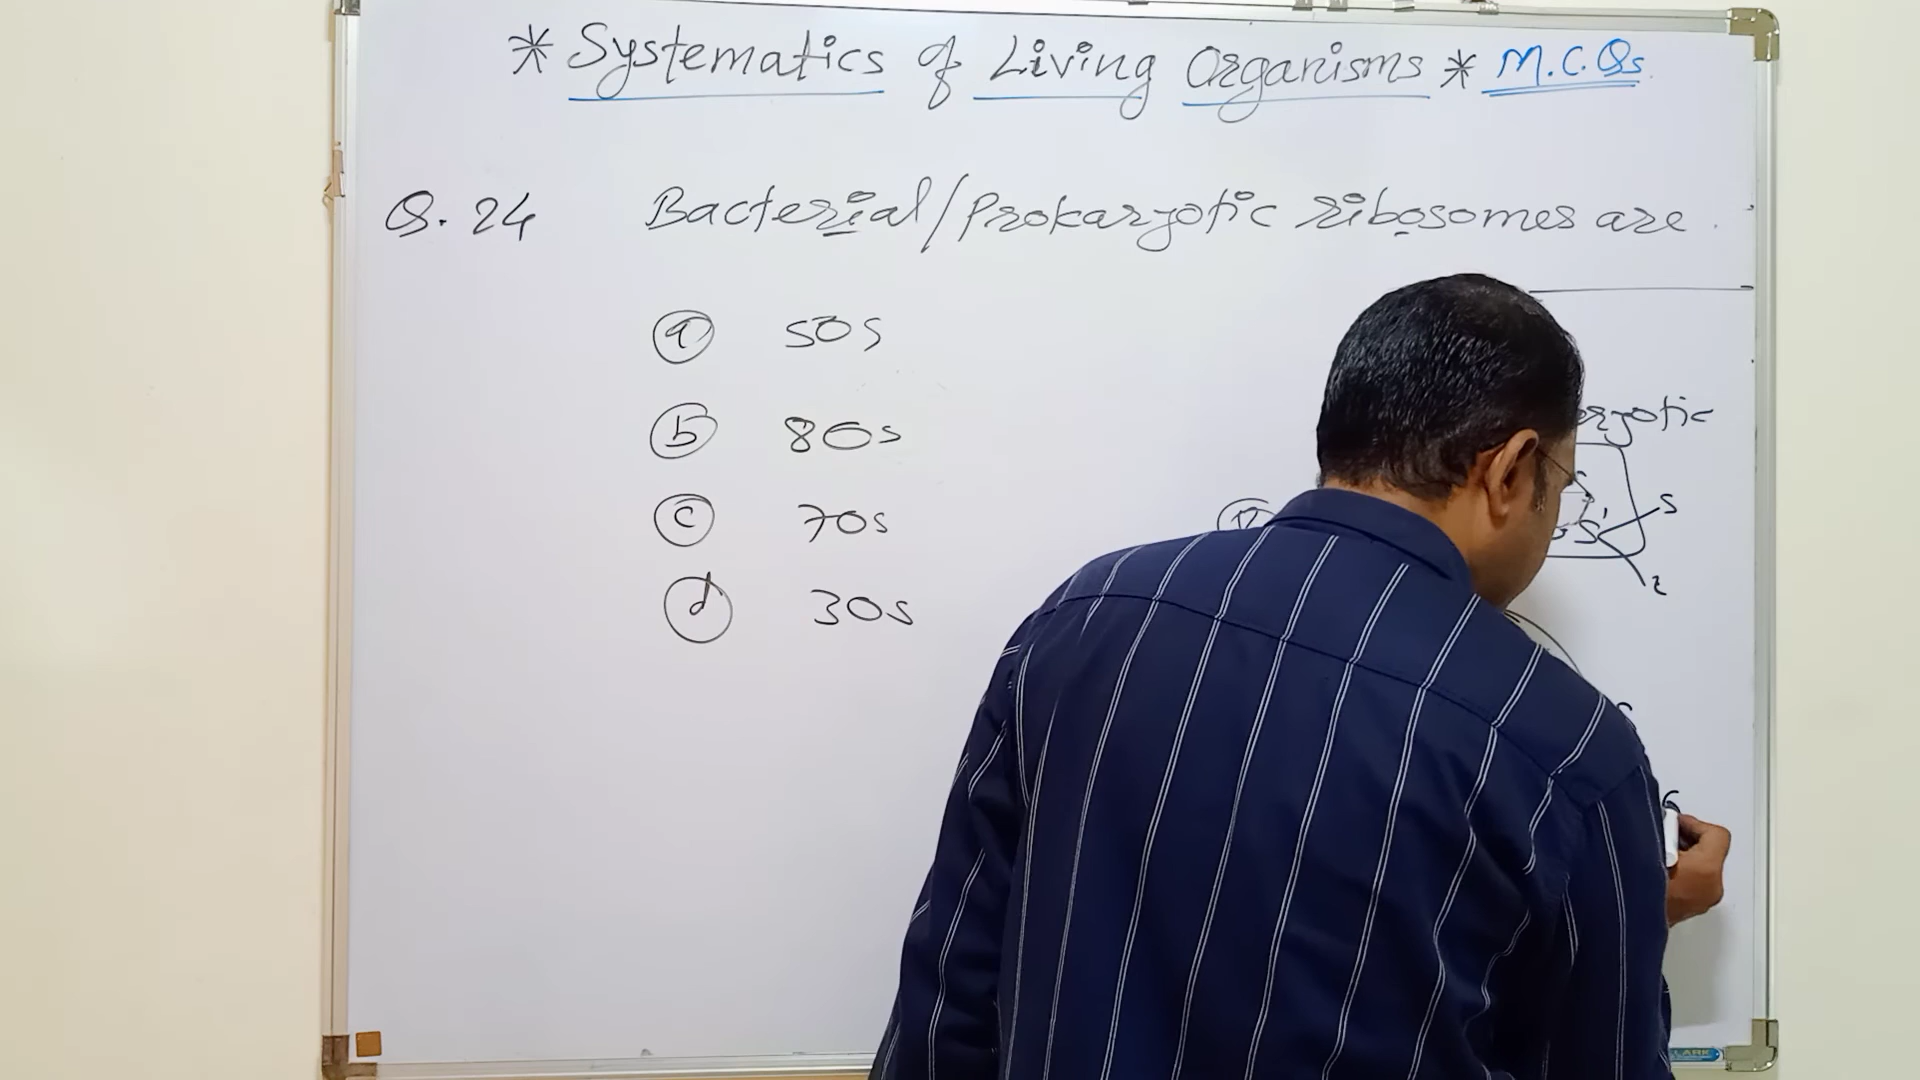 * Systematics of Living Organisms * M.C.Qs.
Q. 24 Bacterial/Prokaryotic ribosomes are
a 50s
b 80s
c 70s
d 30s